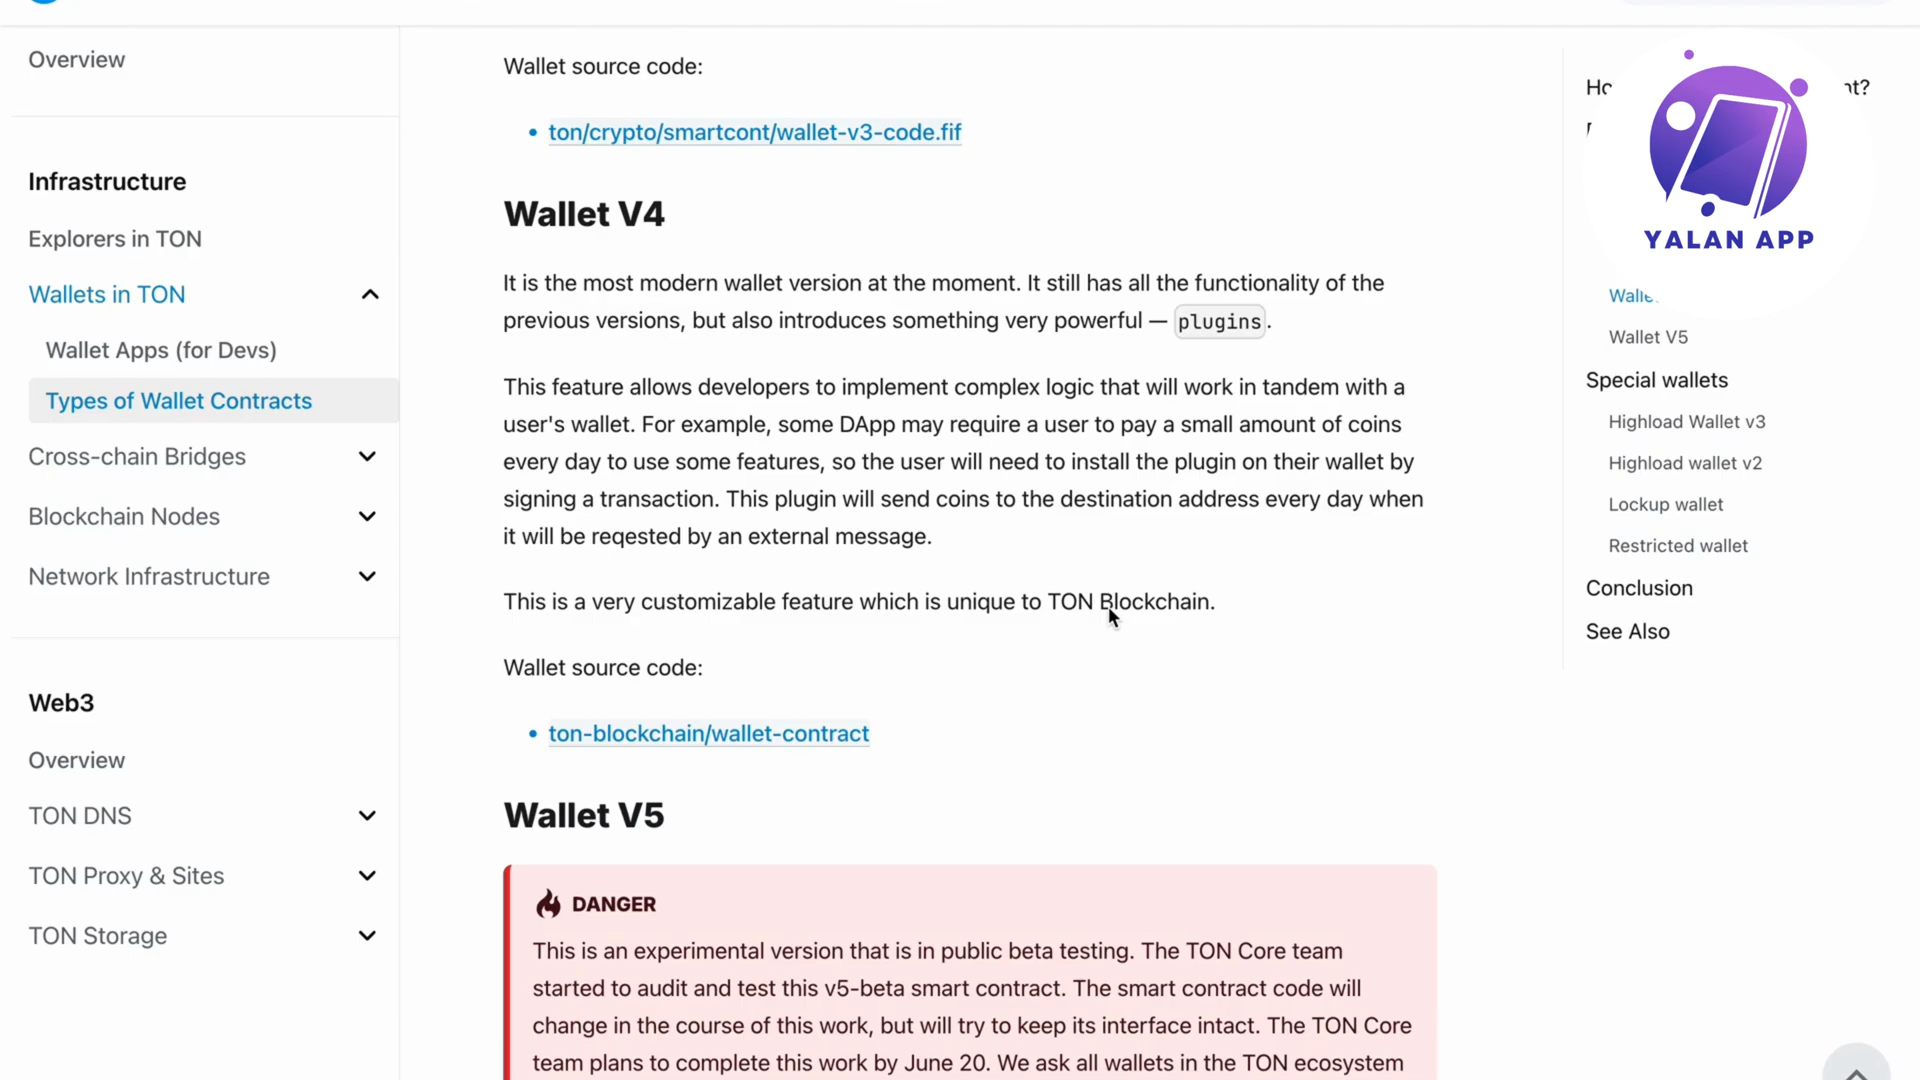 Overview
Infrastructure
Explorers in TON
Wallets in TON
Wallet Apps (for Devs)
Types of Wallet Contracts
Cross-chain Bridges
Blockchain Nodes
Network Infrastructure
Web3
Overview
TON DNS
TON Proxy & Sites
TON Storage
Wallet source code:
ton/crypto/smartcont/wallet-v3-code.fif
Wallet V4
It is the most modern wallet version at the moment. It still has all the functionality of the
previous versions, but also introduces something very powerful — plugins.
This feature allows developers to implement complex logic that will work in tandem with a
user's wallet. For example, some DApp may require a user to pay a small amount of coins
every day to use some features, so the user will need to install the plugin on their wallet by
signing a transaction. This plugin will send coins to the destination address every day when
it will be reqested by an external message.
This is a very customizable feature which is unique to TON Blockchain.
Wallet source code:
ton-blockchain/wallet-contract
Wallet V5
DANGER
This is an experimental version that is in public beta testing. The TON Core team
started to audit and test this v5-beta smart contract. The smart contract code will
change in the course of this work, but will try to keep its interface intact. The TON Core
team plans to complete this work by June 20. We ask all wallets in the TON ecosystem
YALAN APP
Wallet V5
Special wallets
Highload Wallet v3
Highload wallet v2
Lockup wallet
Restricted wallet
Conclusion
See Also